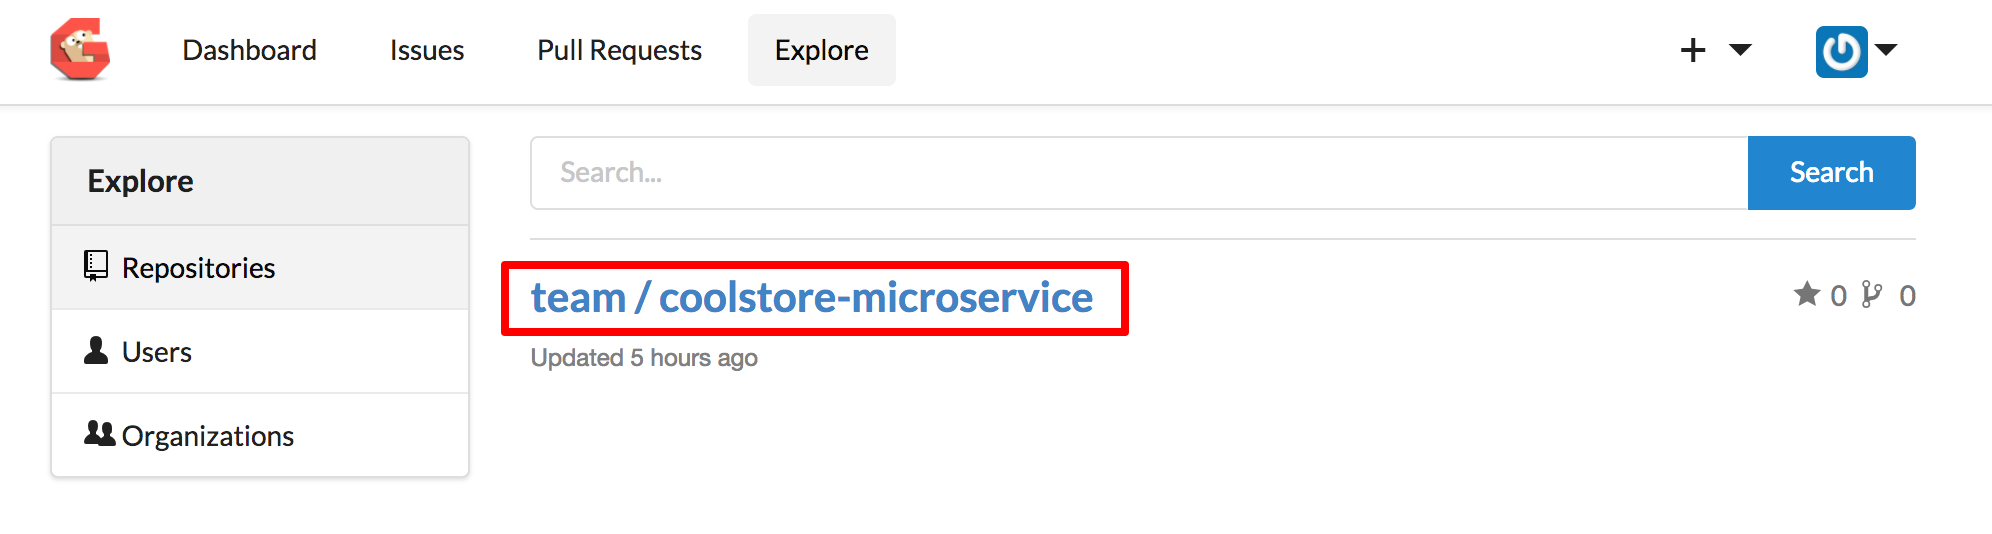 Dashboard Issues Pull Requests Explore
Explore
Repositories
Users
Organizations
Search... Search
team / coolstore-microservice
0 0
Updated 5 hours ago